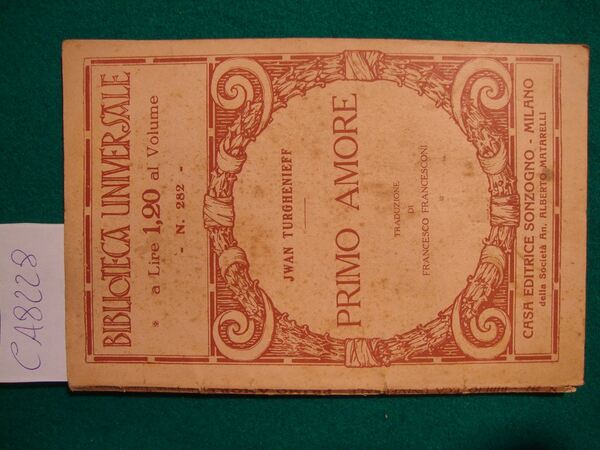 BIBLIOTECA UNIVERSALE
* a Lire 1,20 al Volume
- N. 282 -
JWAN TURGHENIEFF
PRIMO AMORE
TRADUZIONE
DI
FRANCESCO FRANCESCONI
CASA EDITRICE SONZOGNO - MILANO
della Società An. ALBERTO MATARELLI
CA8228